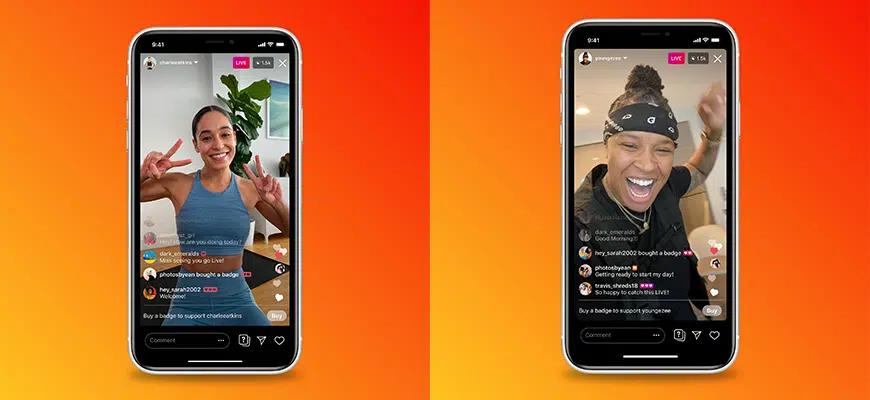 9:41
charleeatkins
LIVE
1.5k
Hey! How are you doing today?
dark_emeralds
Miss seeing you go Live!
photosbyean bought a badge
hey_sarah2002
Welcome!
Buy a badge to support charleeatkins
Buy
Comment
9:41
youngezee
LIVE
1.5k
dark_emeralds
Good Morning!!
hey_sarah2002 bought a badge
photosbyean
Getting ready to start my day!
travis_shreds18
So happy to catch this LIVE!
Buy a badge to support youngezee
Buy
Comment